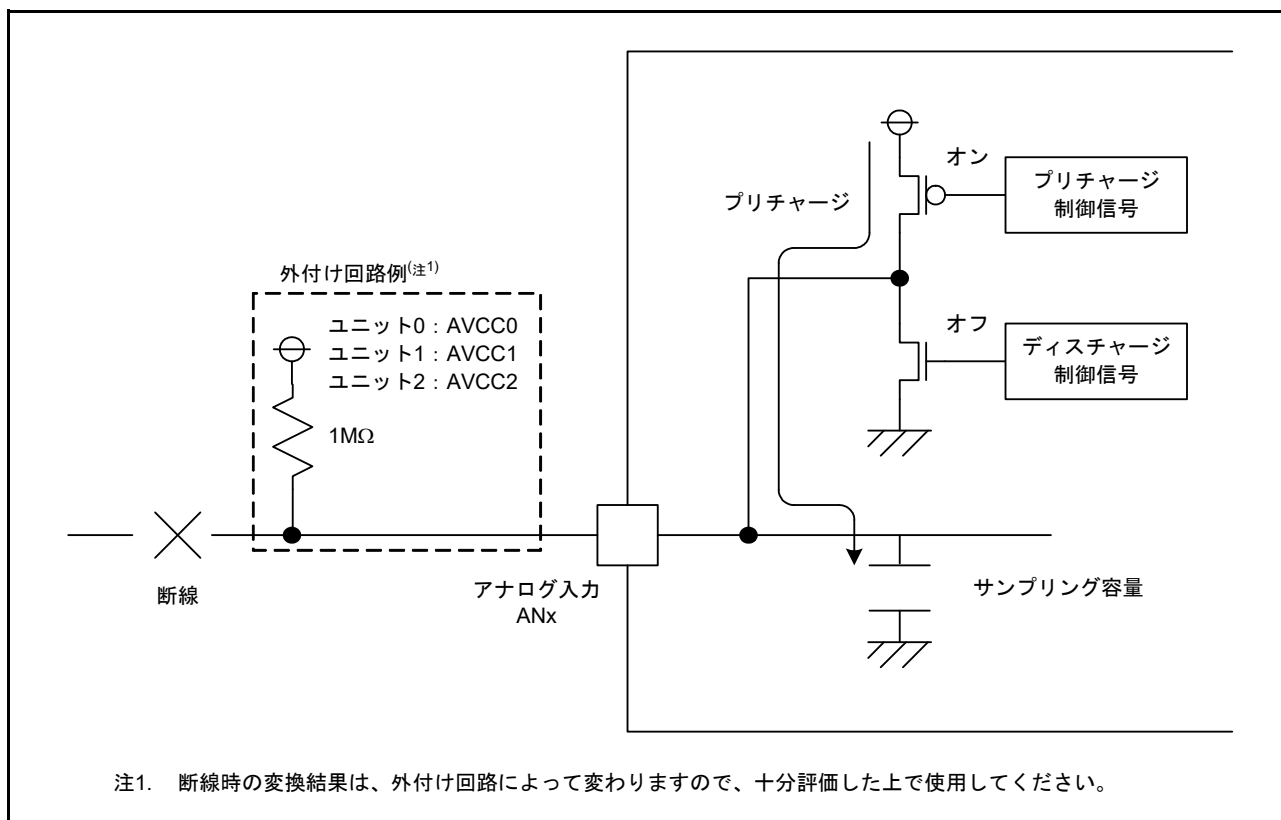 オン
プリチャージ
制御信号
プリチャージ
外付け回路例(注1)
ユニット0：AVCC0
ユニット1：AVCC1
ユニット2：AVCC2
1MΩ
オフ
ディスチャージ
制御信号
断線
アナログ入力
ANx
サンプリング容量
注1. 断線時の変換結果は、外付け回路によって変わりますので、十分評価した上で使用してください。